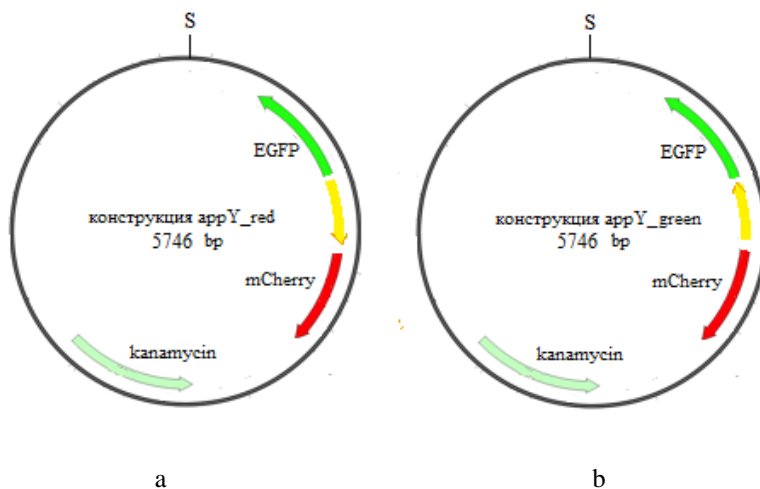 S
EGFP
конструкция appY_red
5746 bp
mCherry
kanamycin
a
S
EGFP
конструкция appY_green
5746 bp
mCherry
kanamycin
b